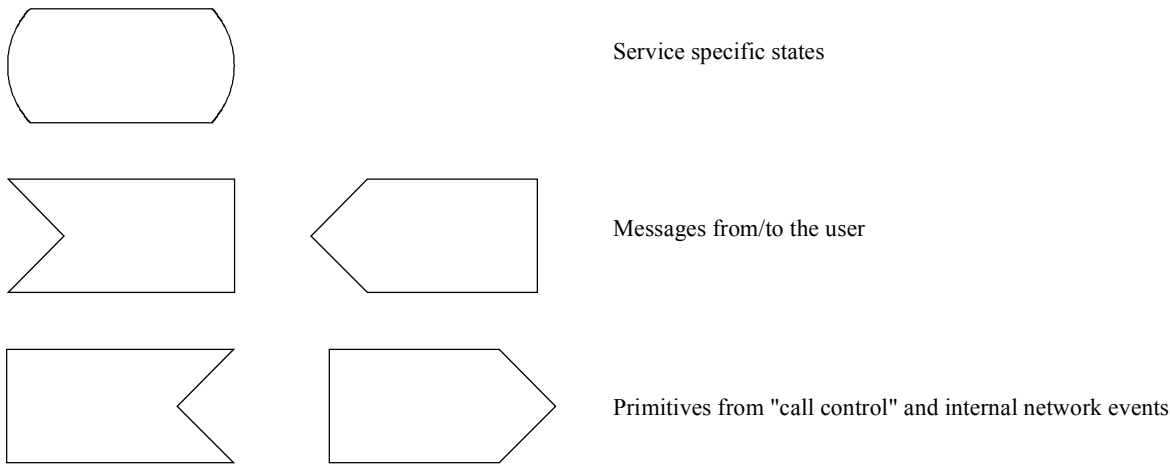 Service specific states
Messages from/to the user
Primitives from "call control" and internal network events